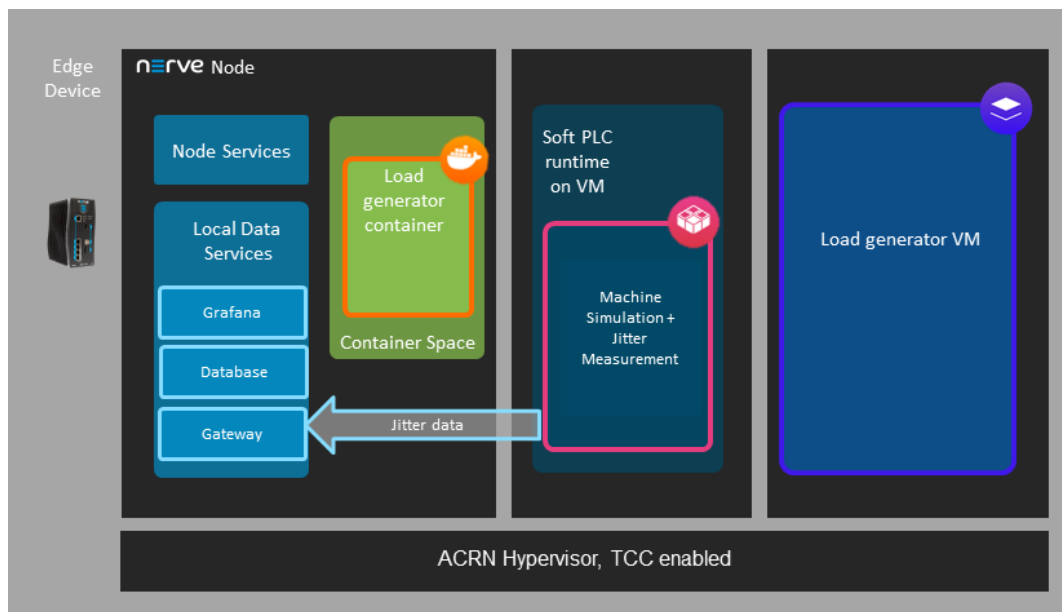 Edge
Device
nerve Node
Node Services
Local Data
Services
Grafana
Database
Gateway
Load
generator
container
Container Space
Jitter data
Soft PLC
runtime
on VM
Machine
Simulation +
Jitter
Measurement
Load generator VM
ACRN Hypervisor, TCC enabled